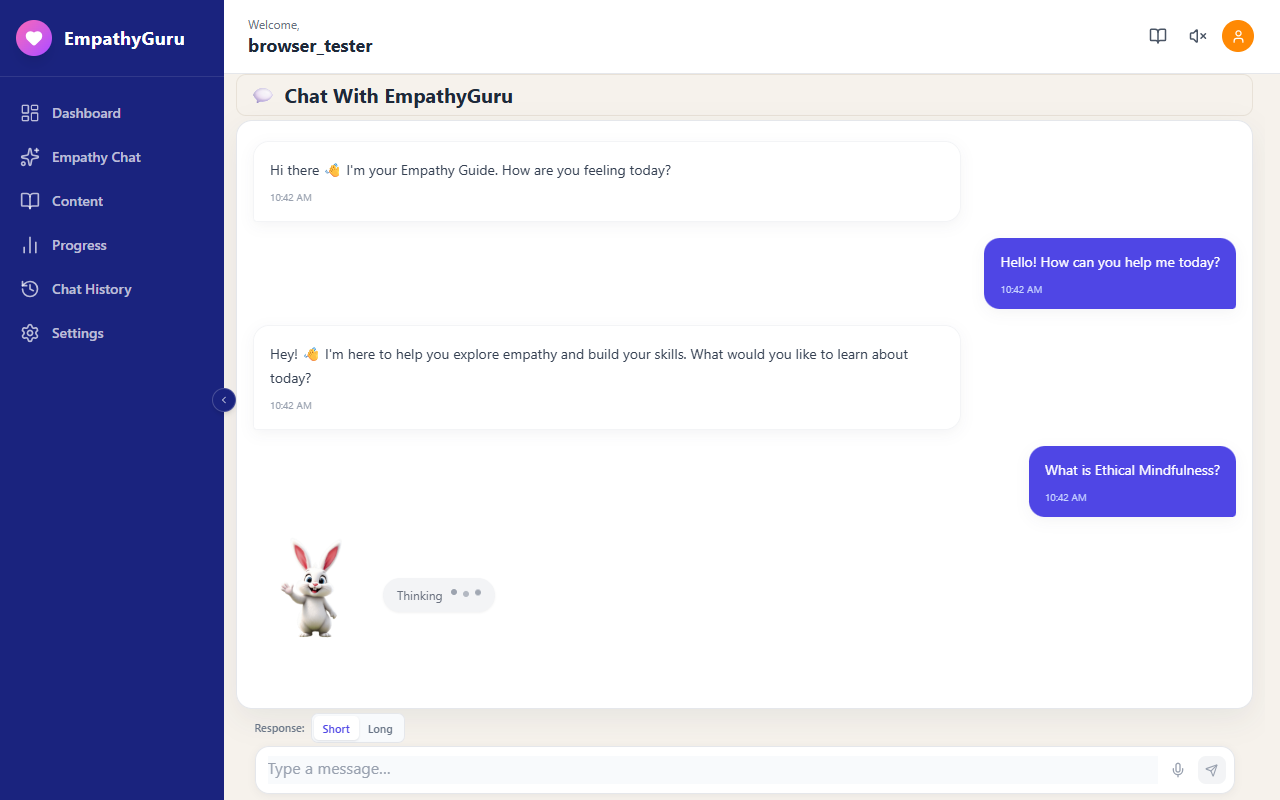 EmpathyGuru
Dashboard
Empathy Chat
Content
Progress
Chat History
Settings
Welcome,
browser_tester
Chat With EmpathyGuru
Hi there 👋 I'm your Empathy Guide. How are you feeling today?
10:42 AM
Hello! How can you help me today?
10:42 AM
Hey! 👋 I'm here to help you explore empathy and build your skills. What would you like to learn about
today?
10:42 AM
What is Ethical Mindfulness?
10:42 AM
Thinking
Response: Short Long
Type a message...